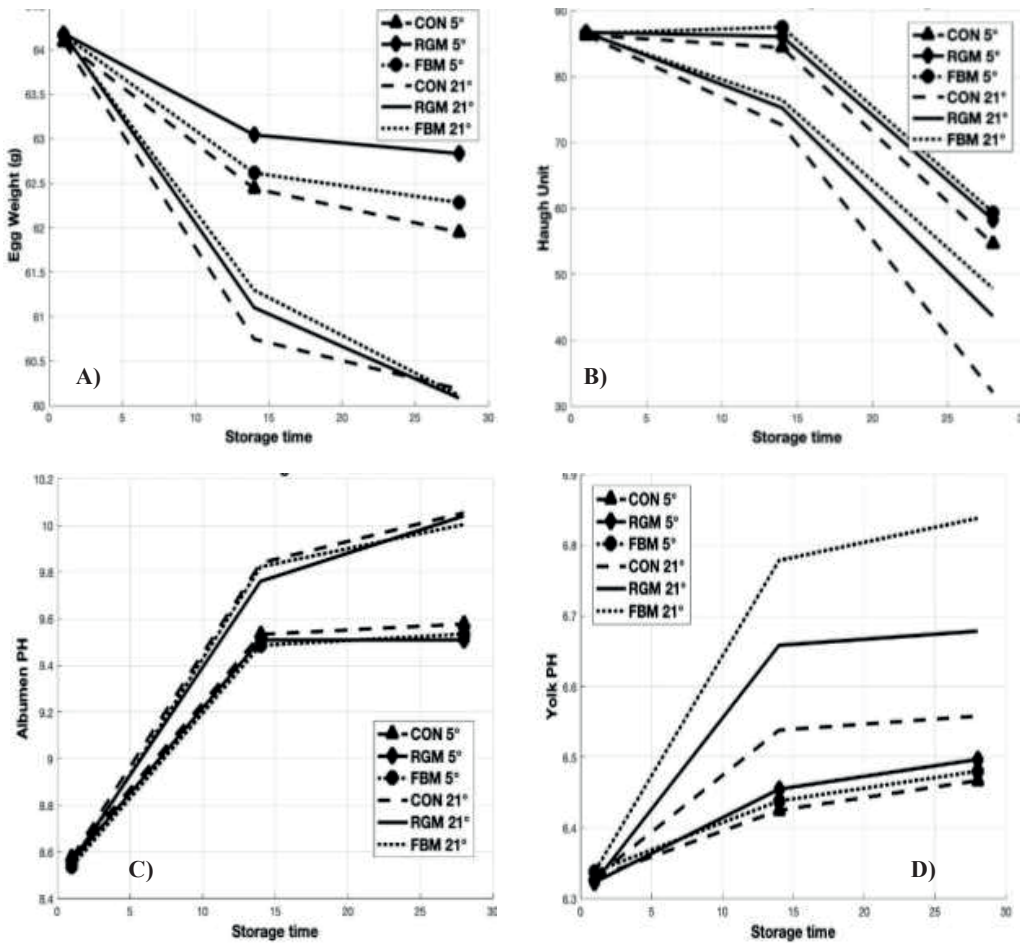 64
63.5
63
62.5
62
61.5
61
60.5
60
0
5
10
15
20
25
30
Egg Weight (g)
Storage time
CON 5°
RGM 5°
FBM 5°
CON 21°
RGM 21°
FBM 21°
A)
90
80
70
60
50
40
30
0
5
10
15
20
25
30
Haugh Unit
Storage time
CON 5°
RGM 5°
FBM 5°
CON 21°
RGM 21°
FBM 21°
B)
10.2
10
9.8
9.6
9.4
9.2
9
8.8
8.6
8.4
0
5
10
15
20
25
30
Albumen PH
Storage time
CON 5°
RGM 5°
FBM 5°
CON 21°
RGM 21°
FBM 21°
C)
6.9
6.8
6.7
6.6
6.5
6.4
6.3
0
5
10
15
20
25
30
Yolk PH
Storage time
CON 5°
RGM 5°
FBM 5°
CON 21°
RGM 21°
FBM 21°
D)